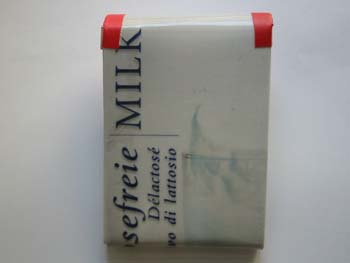 sefreie MILK
Délactosé
vo di lattosio